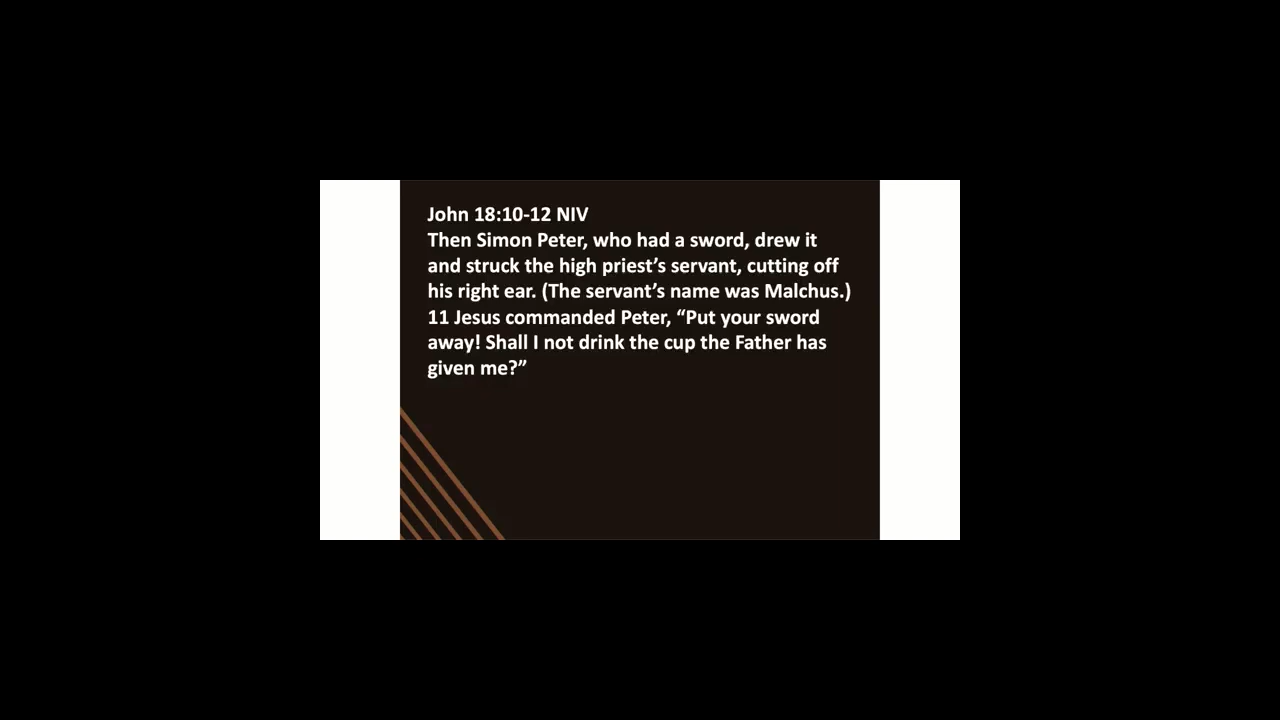 John 18:10-12 NIV
Then Simon Peter, who had a sword, drew it
and struck the high priest’s servant, cutting off
his right ear. (The servant’s name was Malchus.)
11 Jesus commanded Peter, “Put your sword
away! Shall I not drink the cup the Father has
given me?”